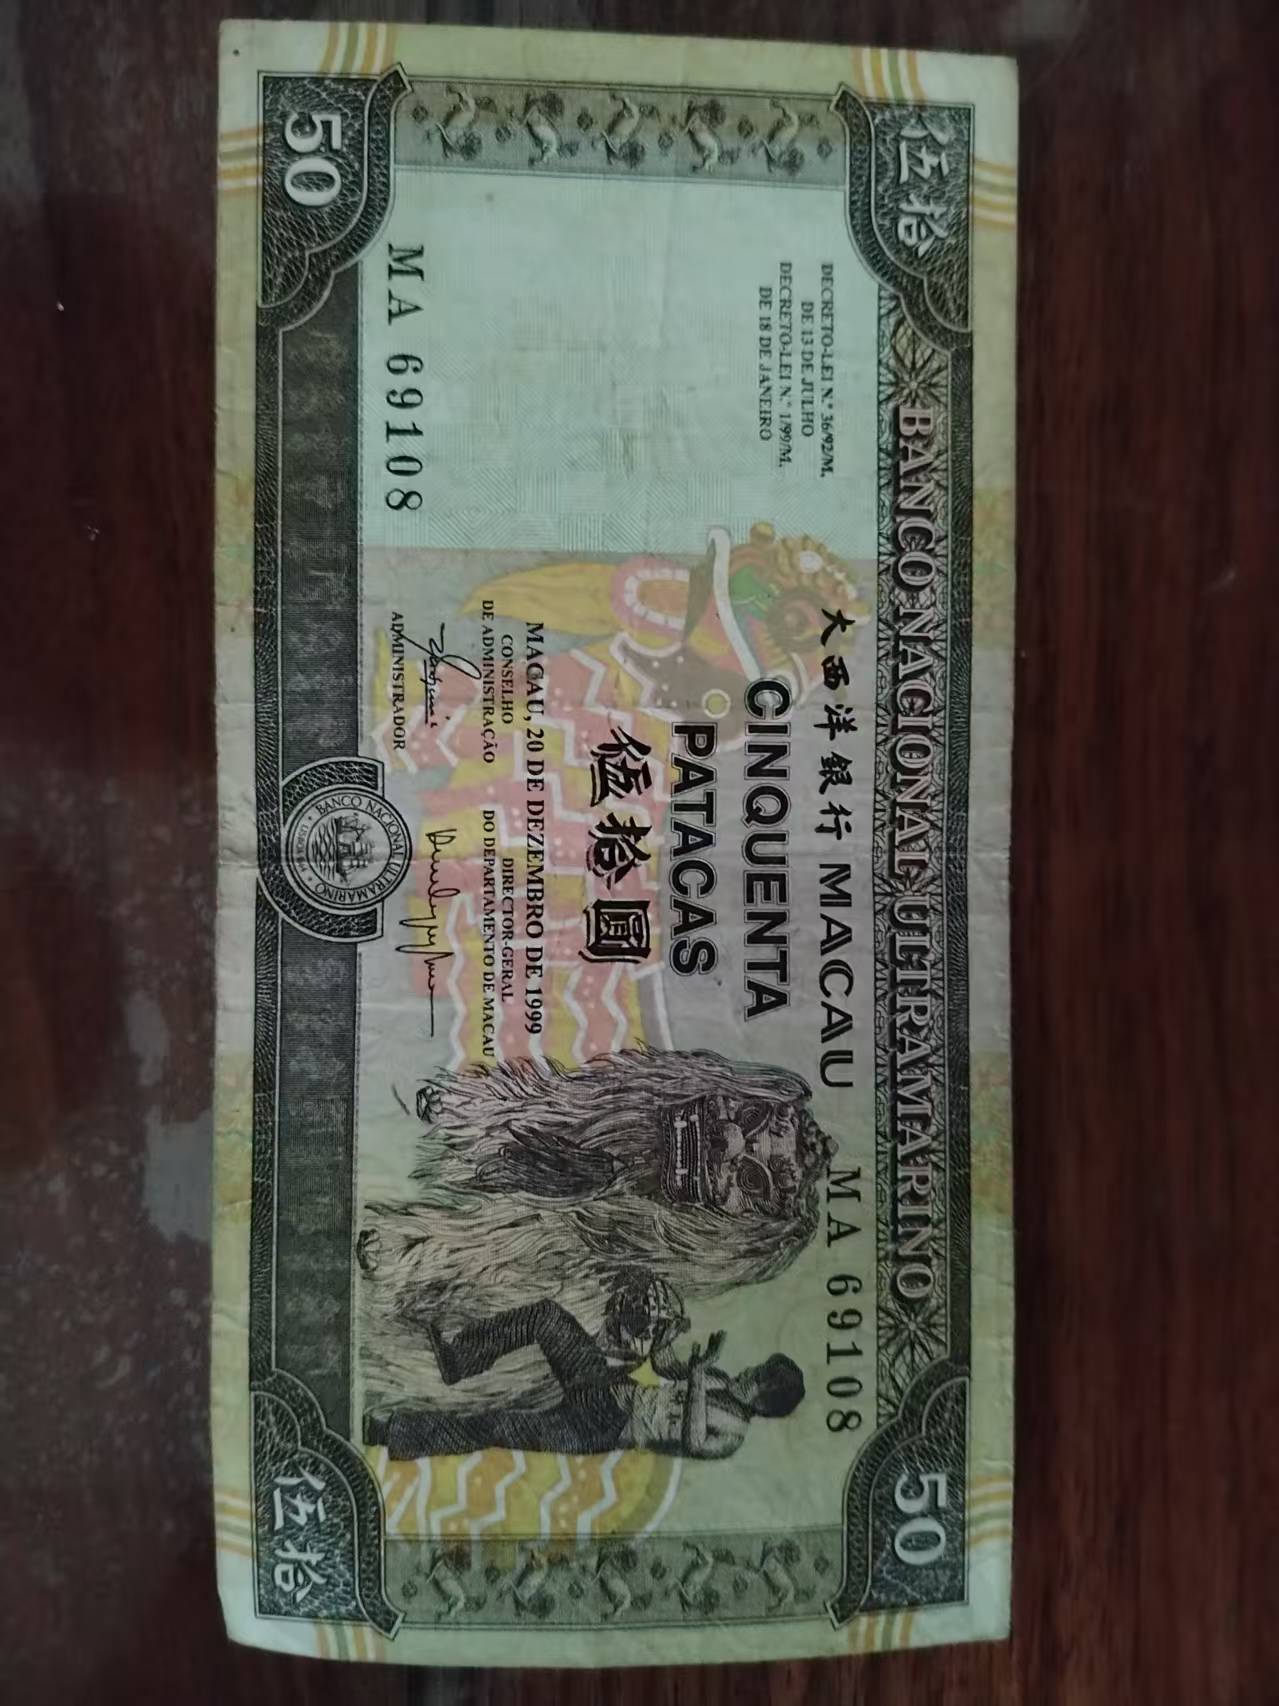 伍拾
BANCO NACIONAL ULTRAMARINO
50
DECRETO-LEI N.º 36/92/M,
DE 13 DE JULHO
DECRETO-LEI N.º 1/99/M,
DE 18 DE JANEIRO
大西洋銀行 MACAU
MA 69108
CINQUENTA
PATACAS
伍拾圓
MACAU, 20 DE DEZEMBRO DE 1999
CONSELHO
DE ADMINISTRAÇÃO
DIRECTOR-GERAL
DO DEPARTAMENTO DE MACAU
MA 69108
ADMINISTRADOR
BANCO NACIONAL ULTRAMARINO
50
伍拾